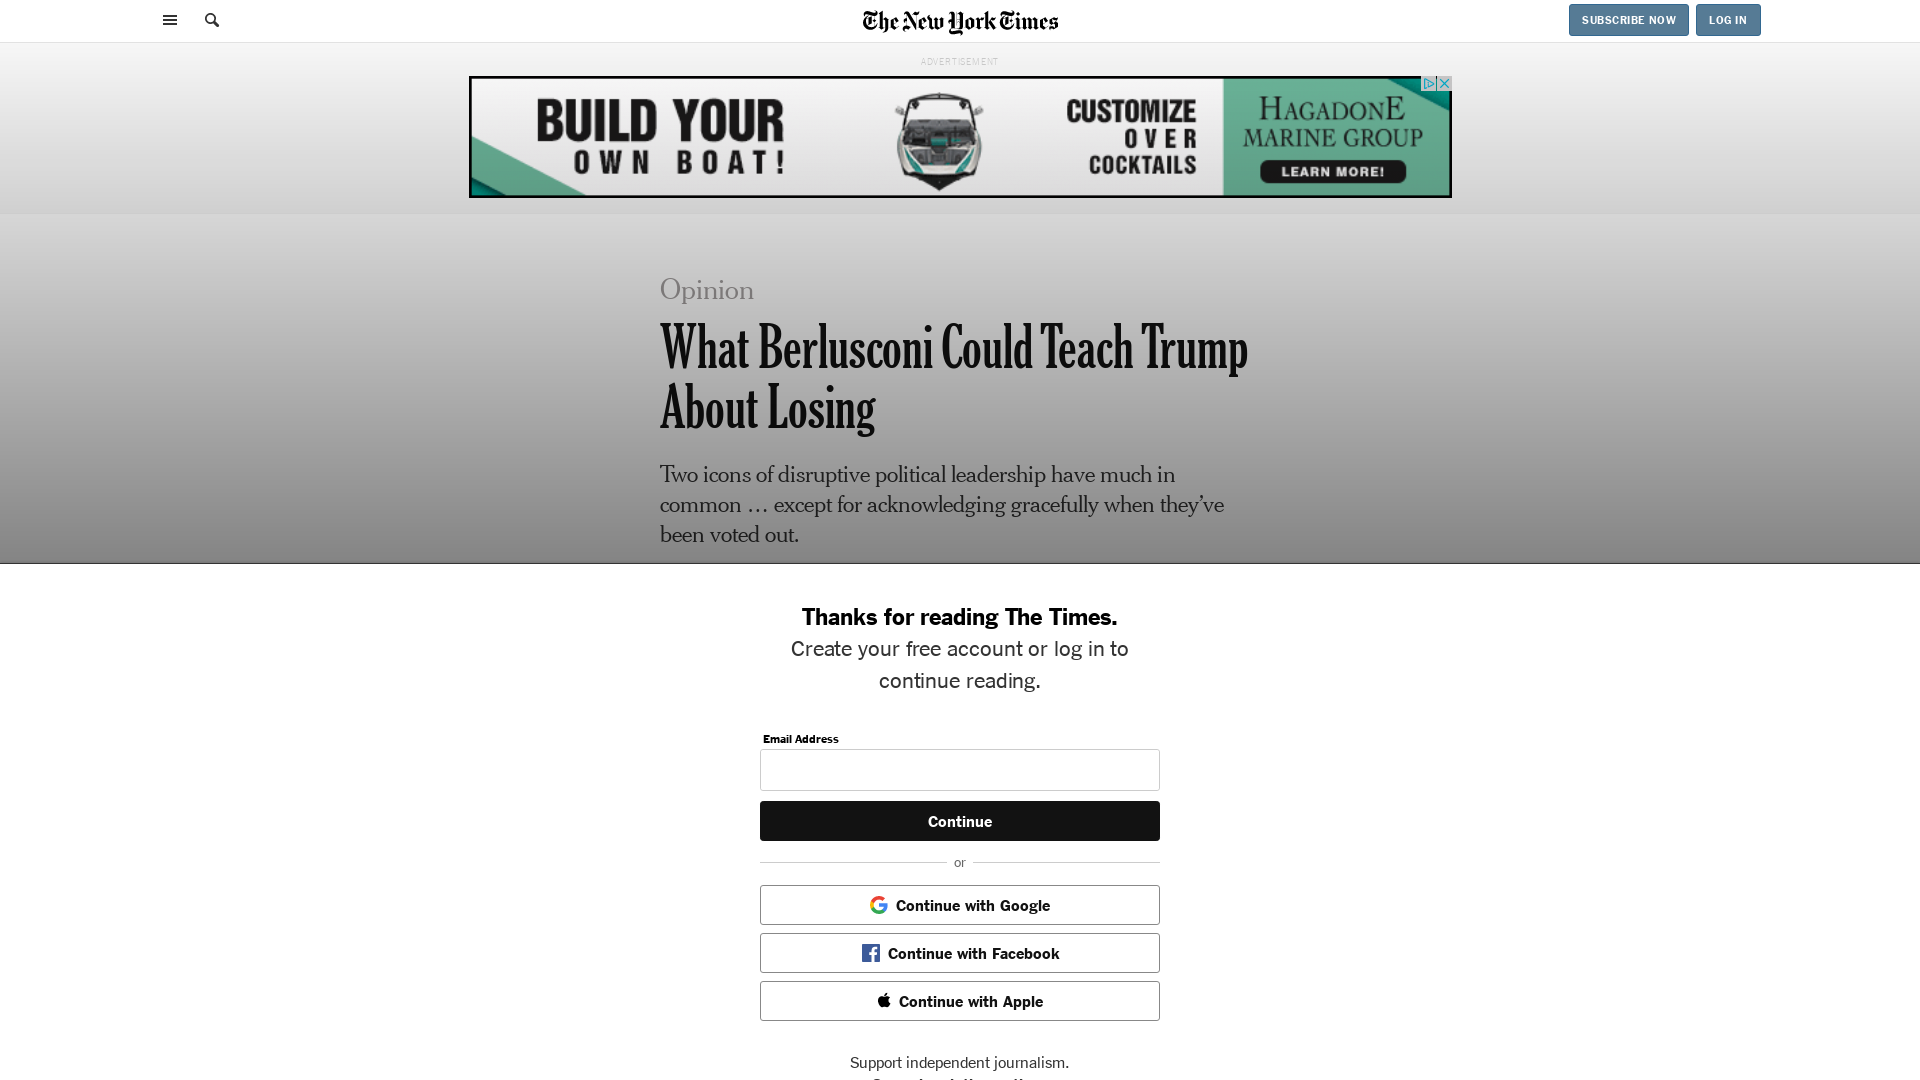 The New York Times
SUBSCRIBE NOW
LOG IN
ADVERTISEMENT
BUILD YOUR
OWN BOAT!
CUSTOMIZE
OVER
COCKTAILS
HAGADONE
MARINE GROUP
LEARN MORE!
Opinion
What Berlusconi Could Teach Trump
About Losing
Two icons of disruptive political leadership have much in
common … except for acknowledging gracefully when they’ve
been voted out.
Thanks for reading The Times.
Create your free account or log in to
continue reading.
Email Address
Continue
or
Continue with Google
Continue with Facebook
Continue with Apple
Support independent journalism.